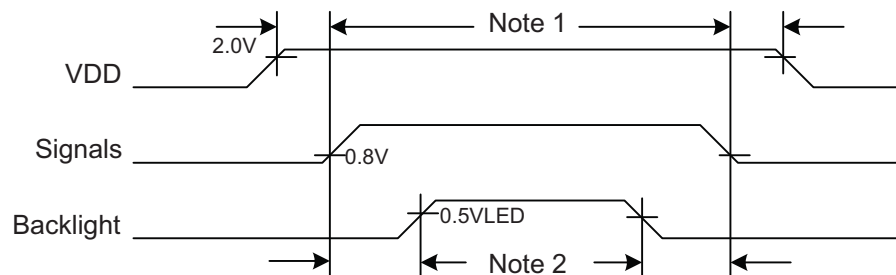 Note 1
2.0V
VDD
Signals
0.8V
Backlight
0.5VLED
Note 2